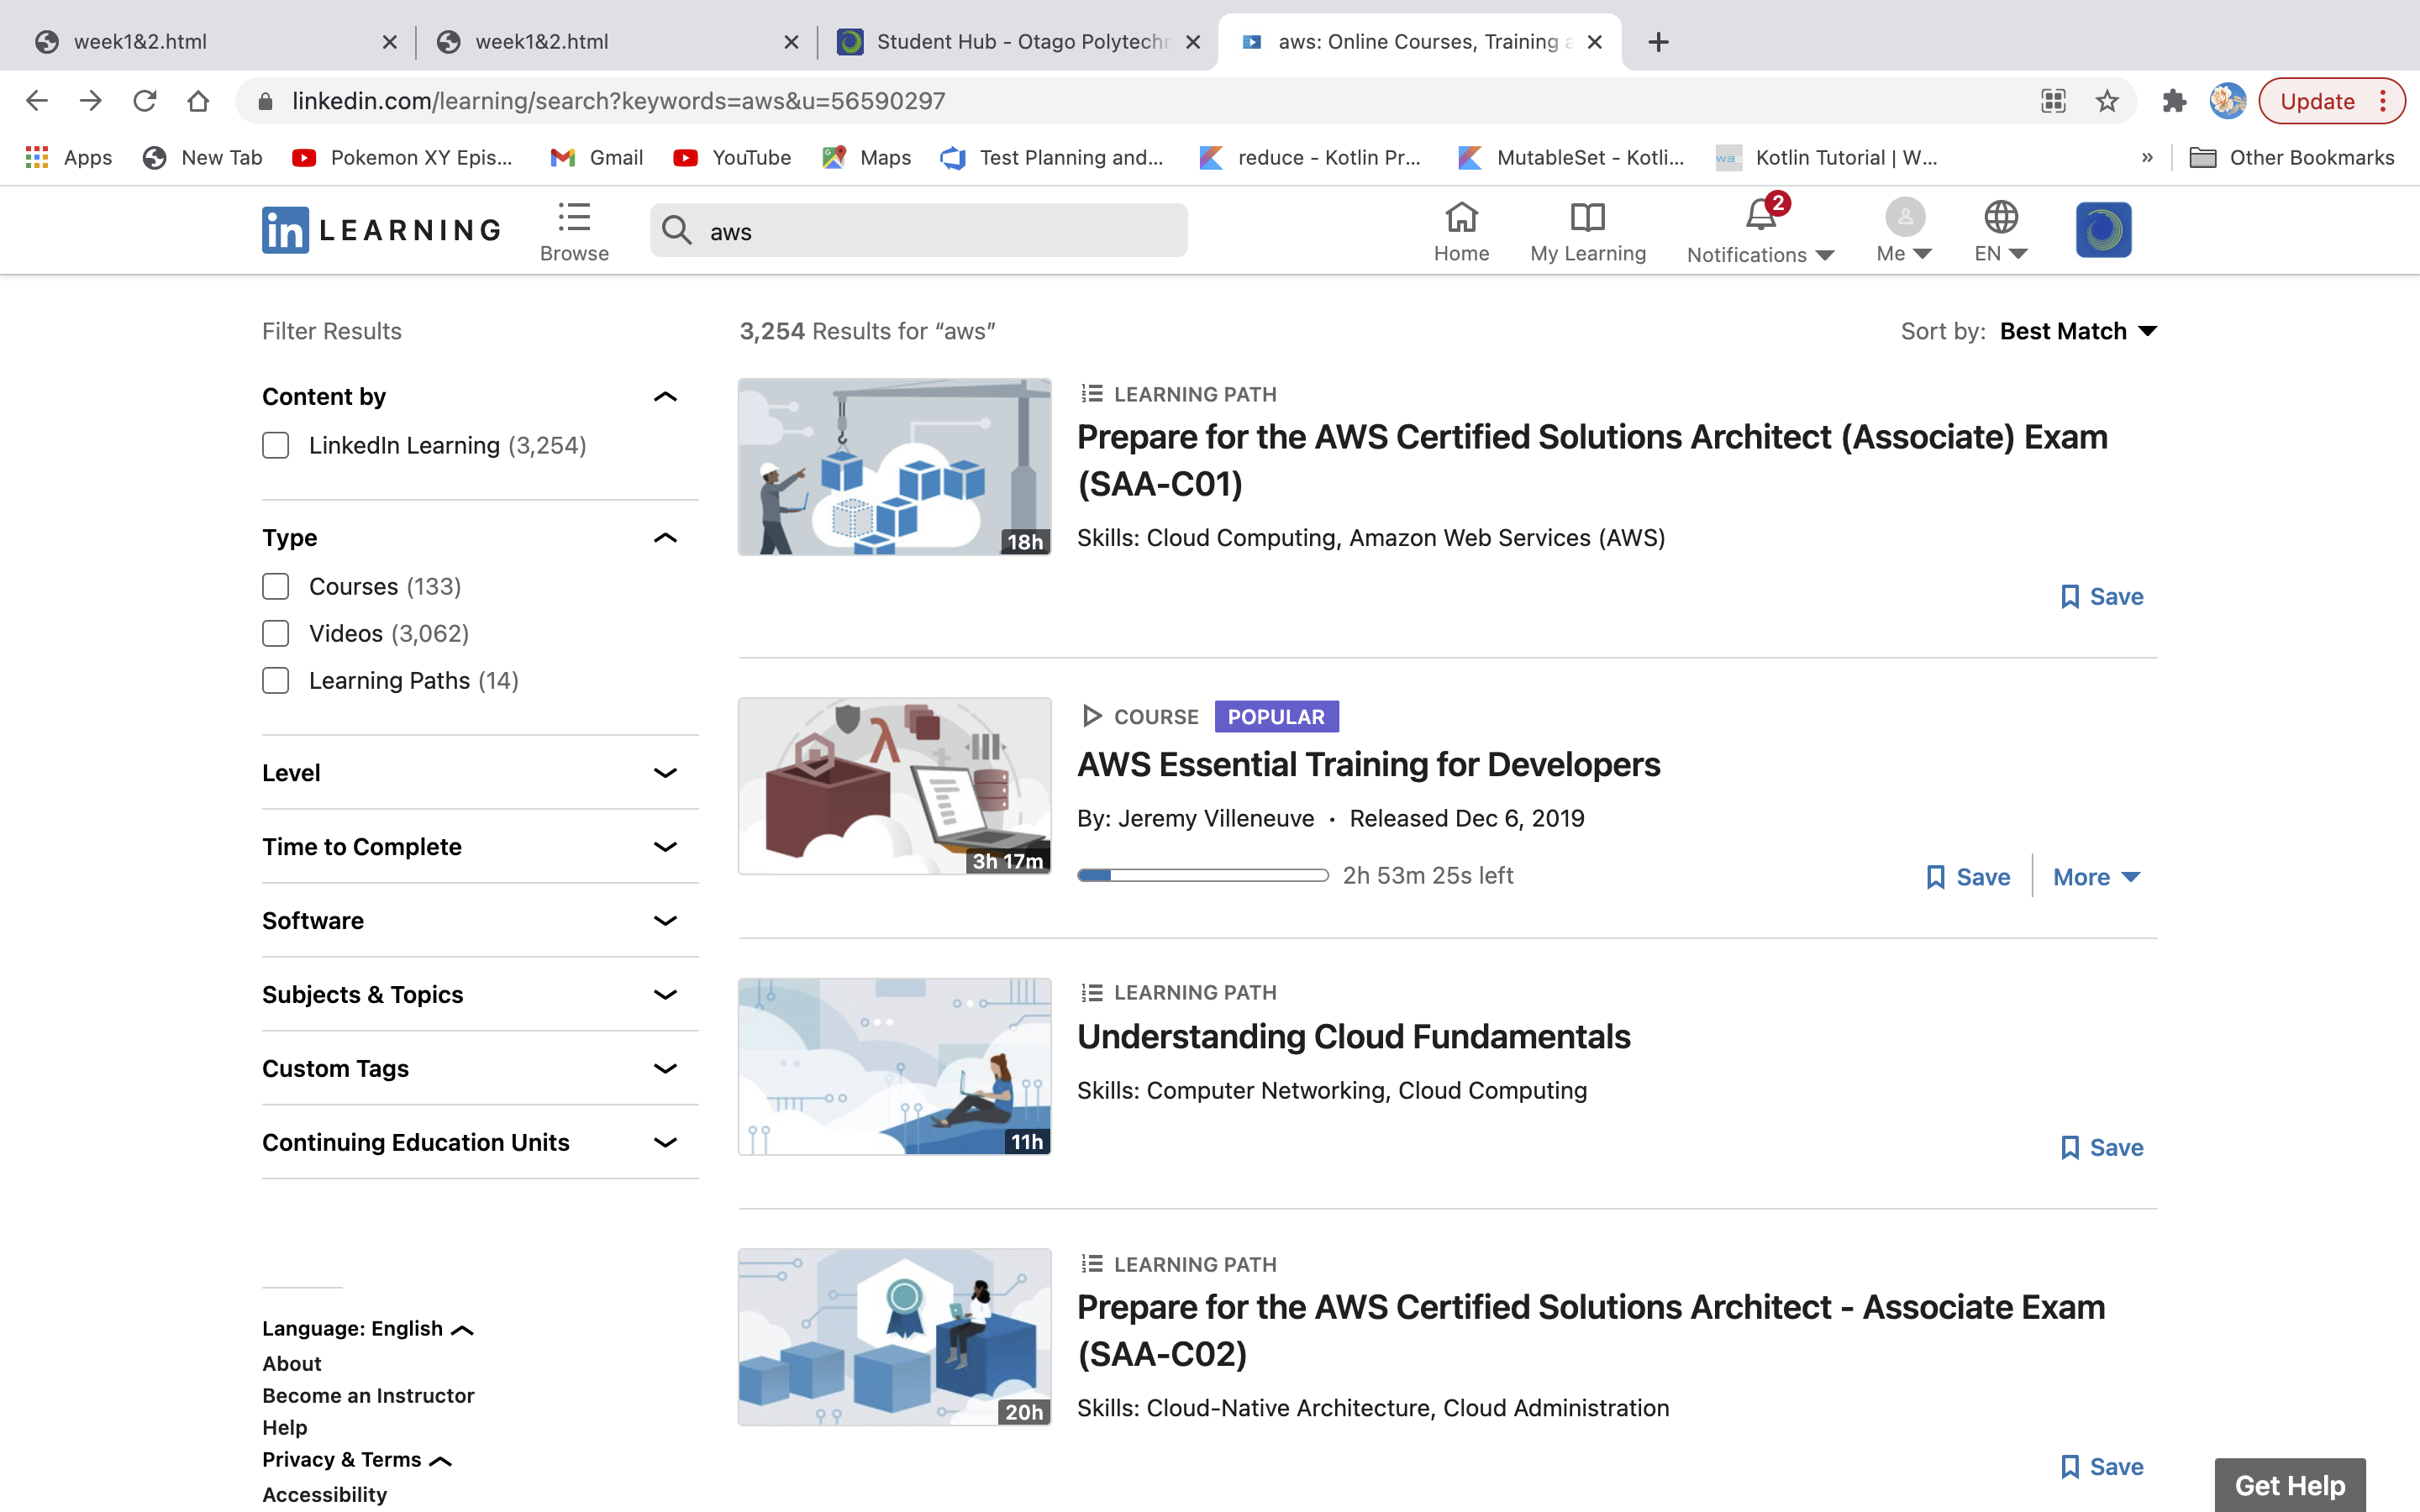 week1&2.html
week1&2.html
Student Hub - Otago Polytechn
aws: Online Courses, Training a
linkedin.com/learning/search?keywords=aws&u=56590297
Update
Apps
New Tab
Pokemon XY Epis...
Gmail
YouTube
Maps
Test Planning and...
reduce - Kotlin Pr...
MutableSet - Kotli...
Kotlin Tutorial | W...
»
Other Bookmarks
in LEARNING
Browse
aws
Home
My Learning
2
Notifications
Me
EN
Filter Results
3,254 Results for “aws”
Sort by: Best Match
Content by
LinkedIn Learning (3,254)
Type
Courses (133)
Videos (3,062)
Learning Paths (14)
Level
Time to Complete
Software
Subjects & Topics
Custom Tags
Continuing Education Units
Language: English
About
Become an Instructor
Help
Privacy & Terms
Accessibility
18h
LEARNING PATH
Prepare for the AWS Certified Solutions Architect (Associate) Exam
(SAA-C01)
Skills: Cloud Computing, Amazon Web Services (AWS)
Save
3h 17m
COURSE POPULAR
AWS Essential Training for Developers
By: Jeremy Villeneuve • Released Dec 6, 2019
2h 53m 25s left
Save
More
11h
LEARNING PATH
Understanding Cloud Fundamentals
Skills: Computer Networking, Cloud Computing
Save
20h
LEARNING PATH
Prepare for the AWS Certified Solutions Architect - Associate Exam
(SAA-C02)
Skills: Cloud-Native Architecture, Cloud Administration
Save
Get Help